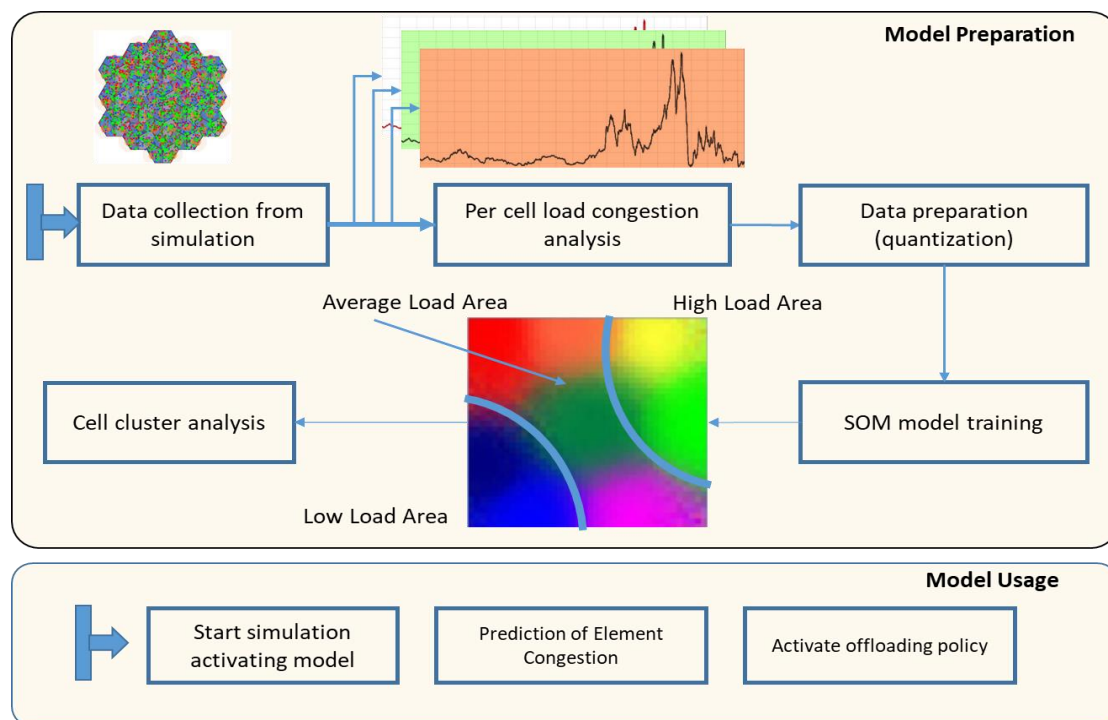 Model Preparation
Data collection from
simulation
Per cell load congestion
analysis
Data preparation
(quantization)
Average Load Area
High Load Area
Cell cluster analysis
SOM model training
Low Load Area
Model Usage
Start simulation
activating model
Prediction of Element
Congestion
Activate offloading policy